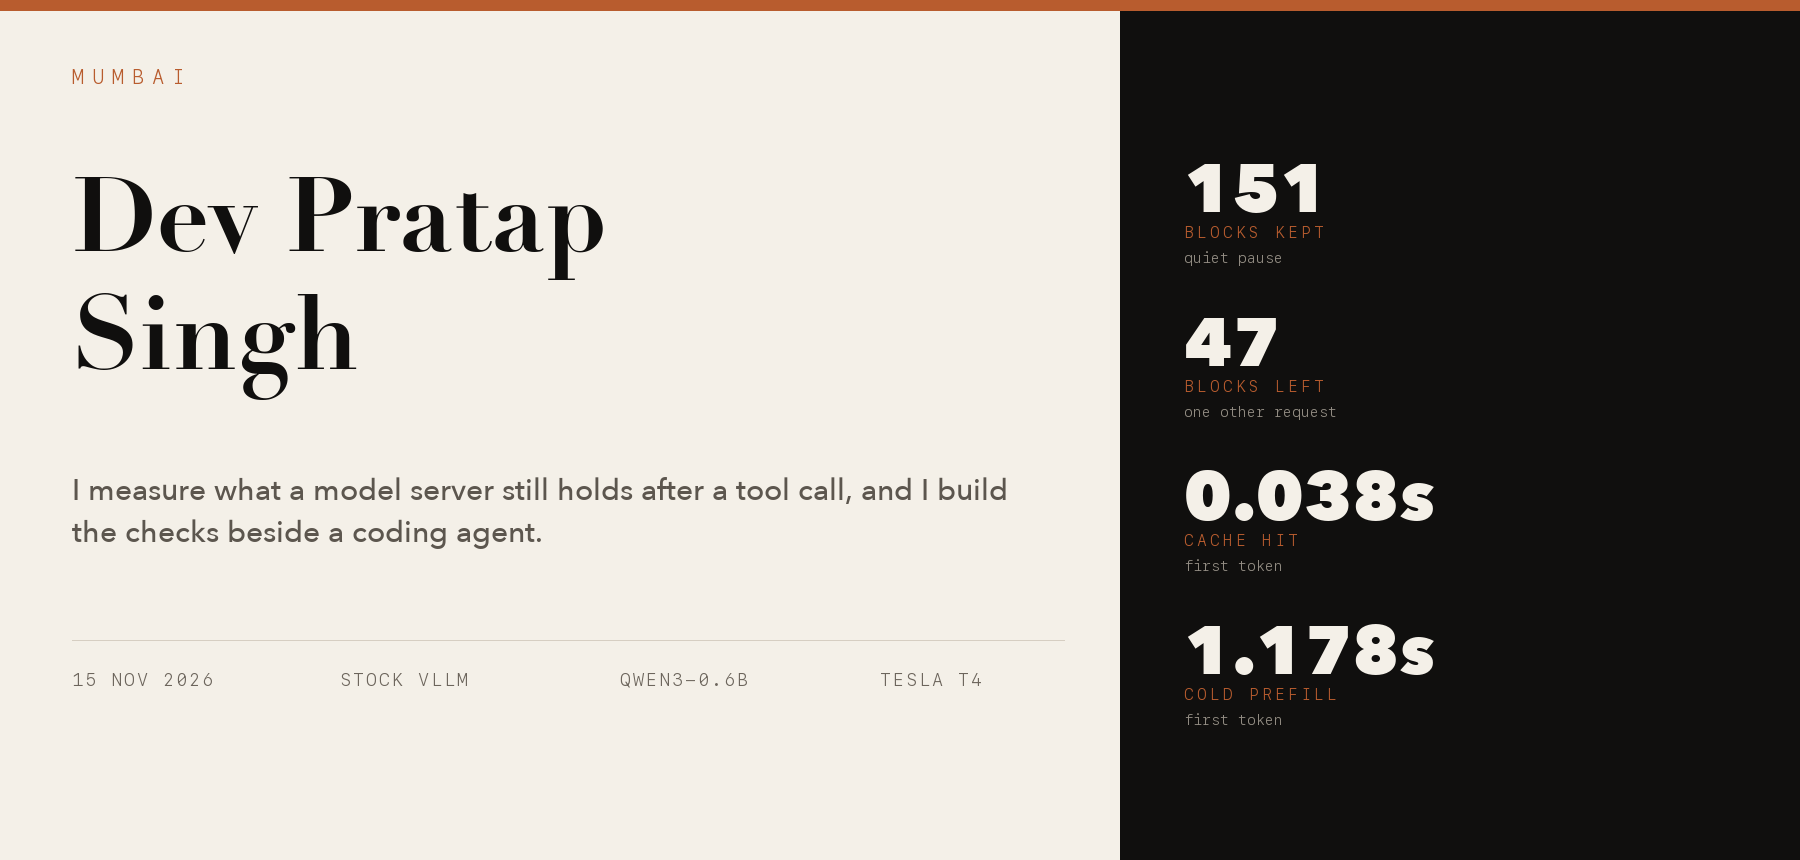 MUMBAI
Dev Pratap
Singh
I measure what a model server still holds after a tool call, and I build
the checks beside a coding agent.
15 NOV 2026
STOCK VLLM
QWEN3–0.6B
TESLA T4
151
BLOCKS KEPT
quiet pause
47
BLOCKS LEFT
one other request
0.038s
CACHE HIT
first token
1.178s
COLD PREFILL
first token